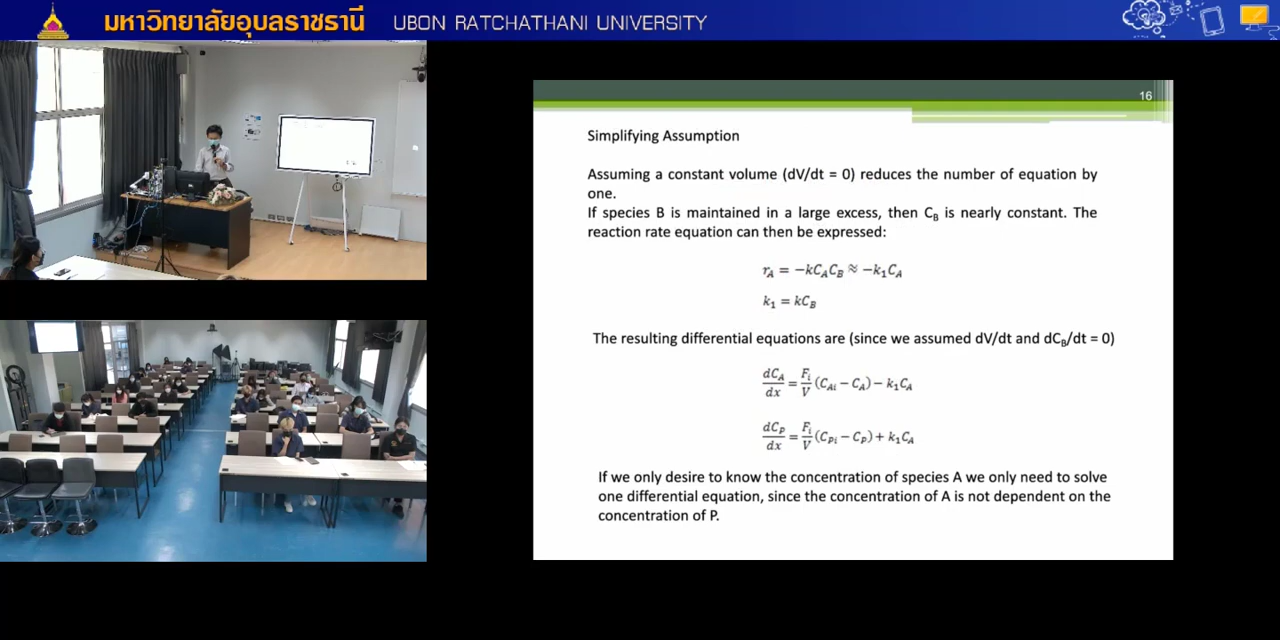 มหาวิทยาลัยอุบลราชธานี UBON RATCHATHANI UNIVERSITY
16
Simplifying Assumption
Assuming a constant volume (dV/dt = 0) reduces the number of equation by
one.
If species B is maintained in a large excess, then C_B is nearly constant. The
reaction rate equation can then be expressed:
r_A = −kC_AC_B ≈ −k_1C_A
k_1 = kC_B
The resulting differential equations are (since we assumed dV/dt and dC_B/dt = 0)
dC_A/dx = F_i/V (C_Ai − C_A) − k_1C_A
dC_P/dx = F_i/V (C_Pi − C_P) + k_1C_A
If we only desire to know the concentration of species A we only need to solve
one differential equation, since the concentration of A is not dependent on the
concentration of P.